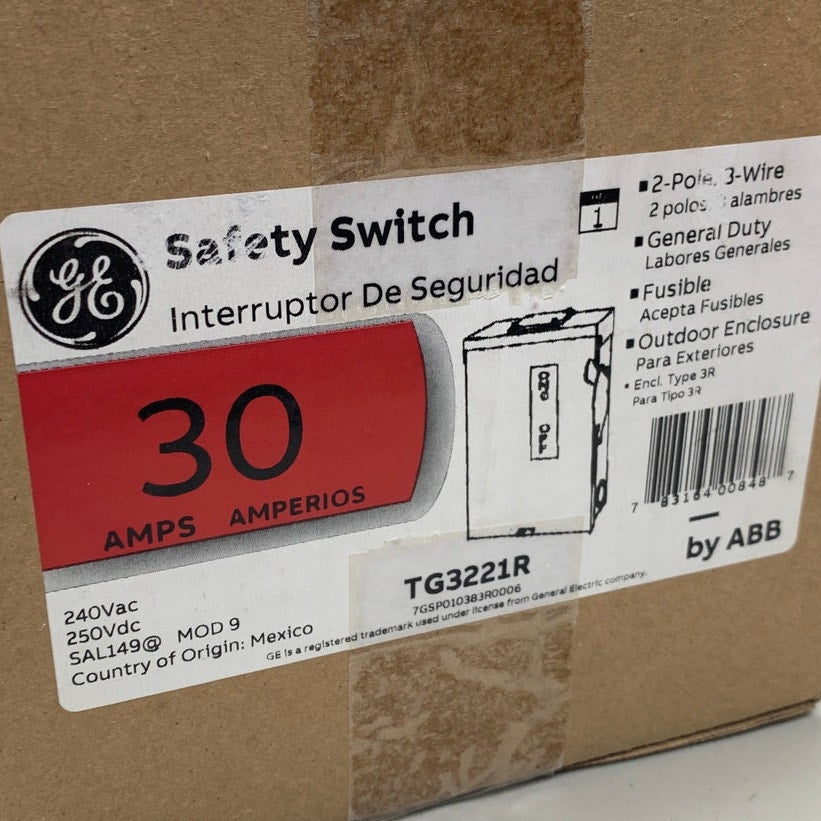 GE
Safety Switch
Interruptor De Seguridad
1
2-Pole, 3-Wire
2 polos, 3 alambres
General Duty
Labores Generales
Fusible
Acepta Fusibles
Outdoor Enclosure
Para Exteriores
Encl. Type 3R
Para Tipo 3R
30
AMPS AMPERIOS
7 83164 00848 7
by ABB
TG3221R
7GSP010383R0006
240Vac
250Vdc
SAL149@ MOD 9
Country of Origin: Mexico
GE is a registered trademark used under license from General Electric company.